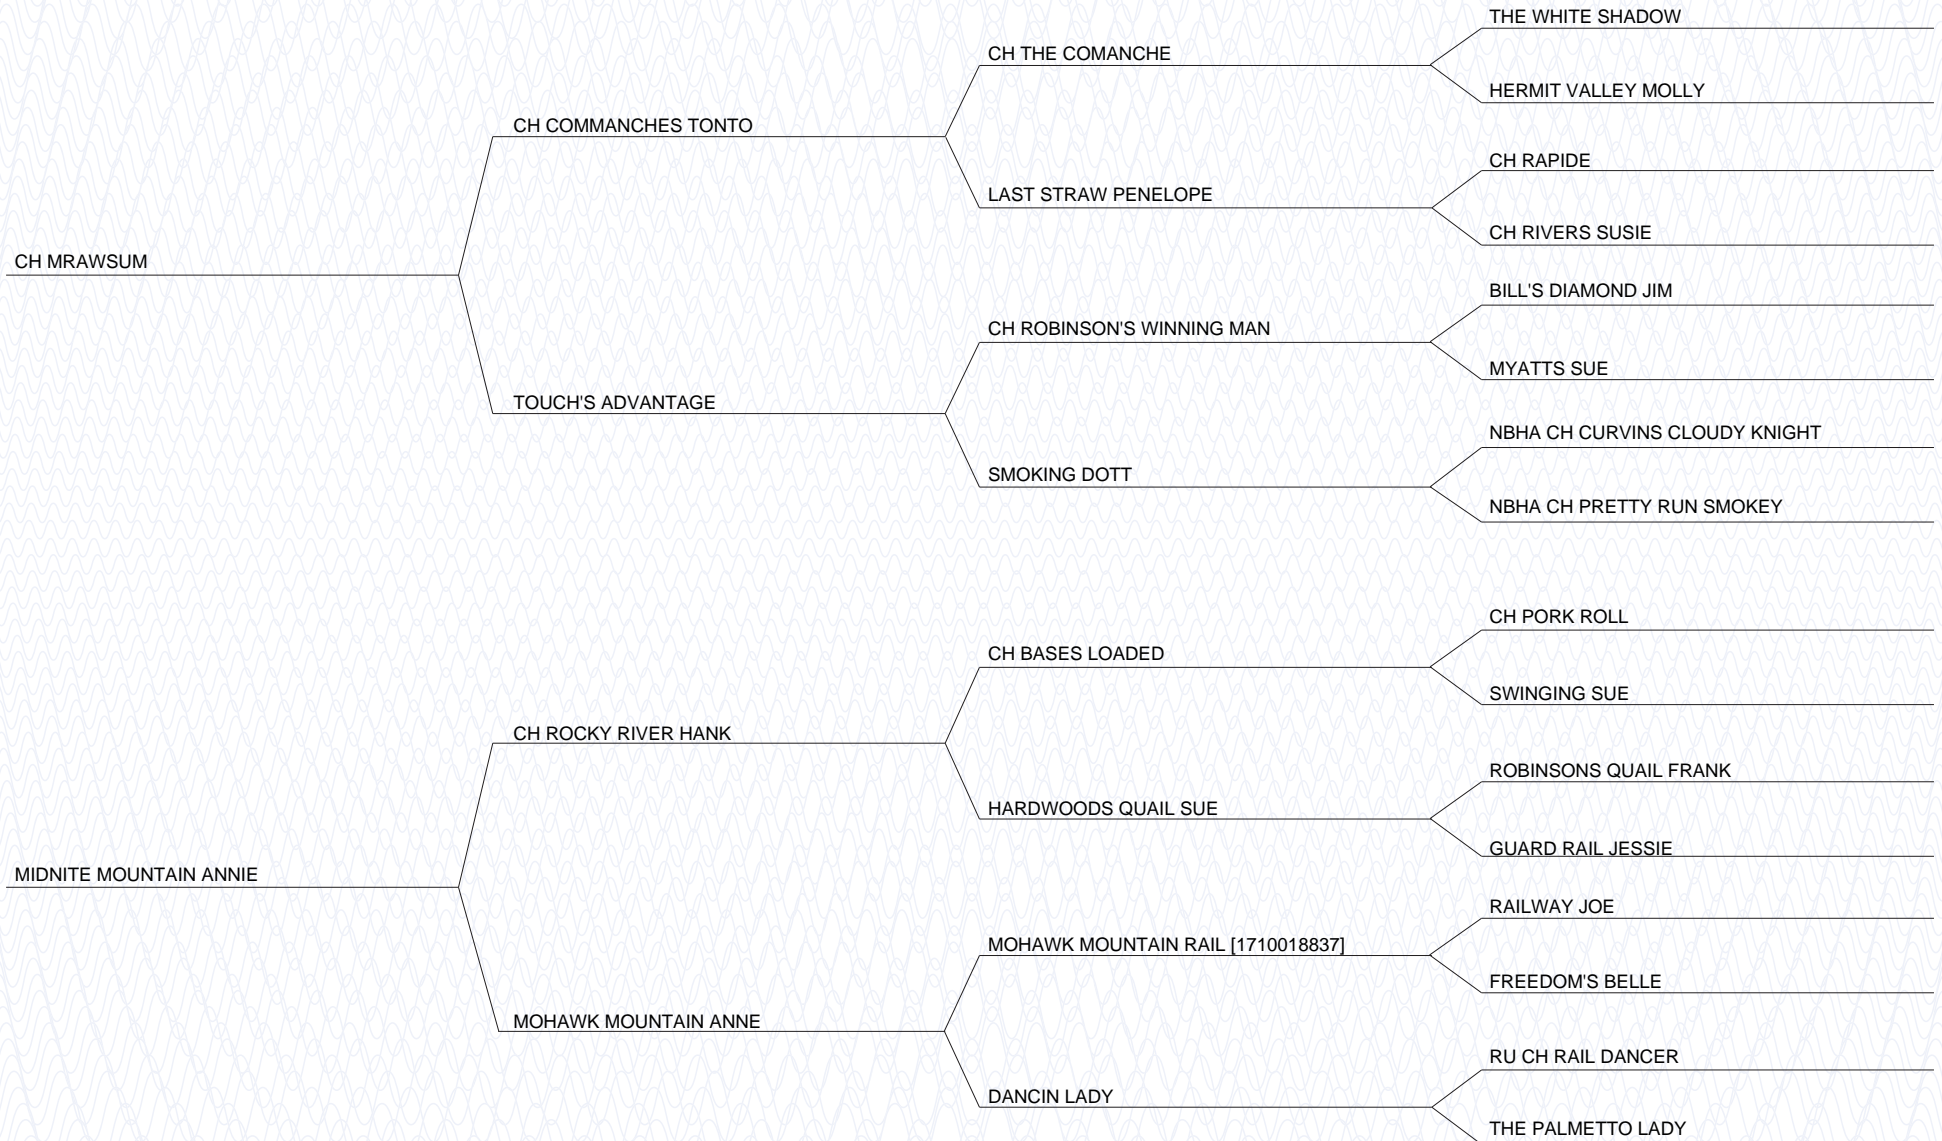 THE WHITE SHADOW
CH THE COMANCHE
HERMIT VALLEY MOLLY
CH COMMANCHES TONTO
CH RAPIDE
LAST STRAW PENELOPE
CH RIVERS SUSIE
CH MRAWSUM
BILL'S DIAMOND JIM
CH ROBINSON'S WINNING MAN
MYATTS SUE
TOUCH'S ADVANTAGE
NBHA CH CURVINS CLOUDY KNIGHT
SMOKING DOTT
NBHA CH PRETTY RUN SMOKEY
CH PORK ROLL
CH BASES LOADED
SWINGING SUE
CH ROCKY RIVER HANK
ROBINSONS QUAIL FRANK
HARDWOODS QUAIL SUE
GUARD RAIL JESSIE
MIDNITE MOUNTAIN ANNIE
RAILWAY JOE
MOHAWK MOUNTAIN RAIL [1710018837]
FREEDOM'S BELLE
MOHAWK MOUNTAIN ANNE
RU CH RAIL DANCER
DANCIN LADY
THE PALMETTO LADY